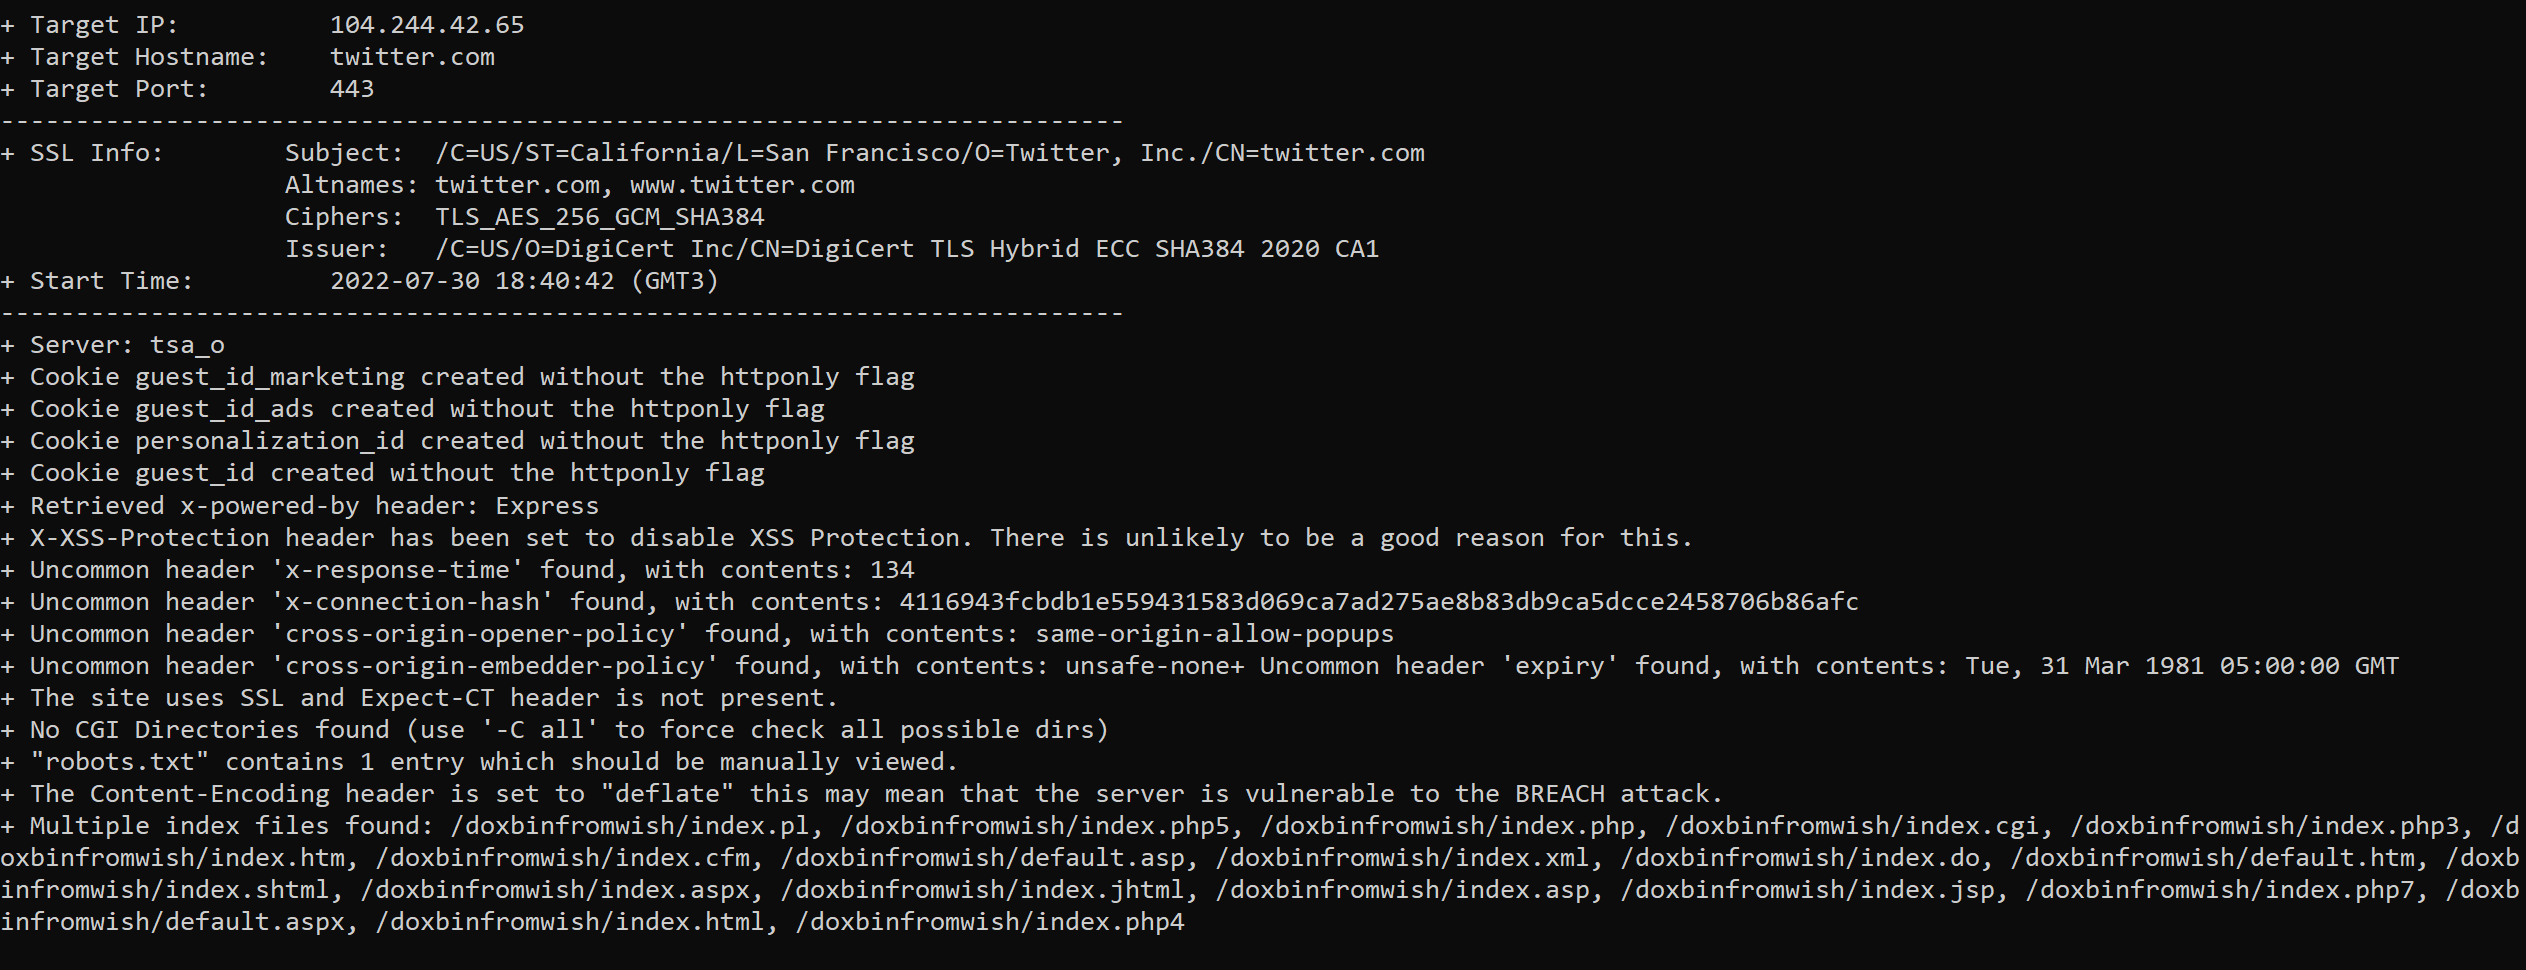 + Target IP:          104.244.42.65
+ Target Hostname:    twitter.com
+ Target Port:        443
---------------------------------------------------------------------------
+ SSL Info:        Subject:  /C=US/ST=California/L=San Francisco/O=Twitter, Inc./CN=twitter.com
                   Altnames: twitter.com, www.twitter.com
                   Ciphers:  TLS_AES_256_GCM_SHA384
                   Issuer:   /C=US/O=DigiCert Inc/CN=DigiCert TLS Hybrid ECC SHA384 2020 CA1
+ Start Time:         2022-07-30 18:40:42 (GMT3)
---------------------------------------------------------------------------
+ Server: tsa_o
+ Cookie guest_id_marketing created without the httponly flag
+ Cookie guest_id_ads created without the httponly flag
+ Cookie personalization_id created without the httponly flag
+ Cookie guest_id created without the httponly flag
+ Retrieved x-powered-by header: Express
+ X-XSS-Protection header has been set to disable XSS Protection. There is unlikely to be a good reason for this.
+ Uncommon header 'x-response-time' found, with contents: 134
+ Uncommon header 'x-connection-hash' found, with contents: 4116943fcbdb1e559431583d069ca7ad275ae8b83db9ca5dcce2458706b86afc
+ Uncommon header 'cross-origin-opener-policy' found, with contents: same-origin-allow-popups
+ Uncommon header 'cross-origin-embedder-policy' found, with contents: unsafe-none+ Uncommon header 'expiry' found, with contents: Tue, 31 Mar 1981 05:00:00 GMT
+ The site uses SSL and Expect-CT header is not present.
+ No CGI Directories found (use '-C all' to force check all possible dirs)
+ "robots.txt" contains 1 entry which should be manually viewed.
+ The Content-Encoding header is set to "deflate" this may mean that the server is vulnerable to the BREACH attack.
+ Multiple index files found: /doxbinfromwish/index.pl, /doxbinfromwish/index.php5, /doxbinfromwish/index.php, /doxbinfromwish/index.cgi, /doxbinfromwish/index.php3, /d
oxbinfromwish/index.htm, /doxbinfromwish/index.cfm, /doxbinfromwish/default.asp, /doxbinfromwish/index.xml, /doxbinfromwish/index.do, /doxbinfromwish/default.htm, /doxb
infromwish/index.shtml, /doxbinfromwish/index.aspx, /doxbinfromwish/index.jhtml, /doxbinfromwish/index.asp, /doxbinfromwish/index.jsp, /doxbinfromwish/index.php7, /doxb
infromwish/default.aspx, /doxbinfromwish/index.html, /doxbinfromwish/index.php4